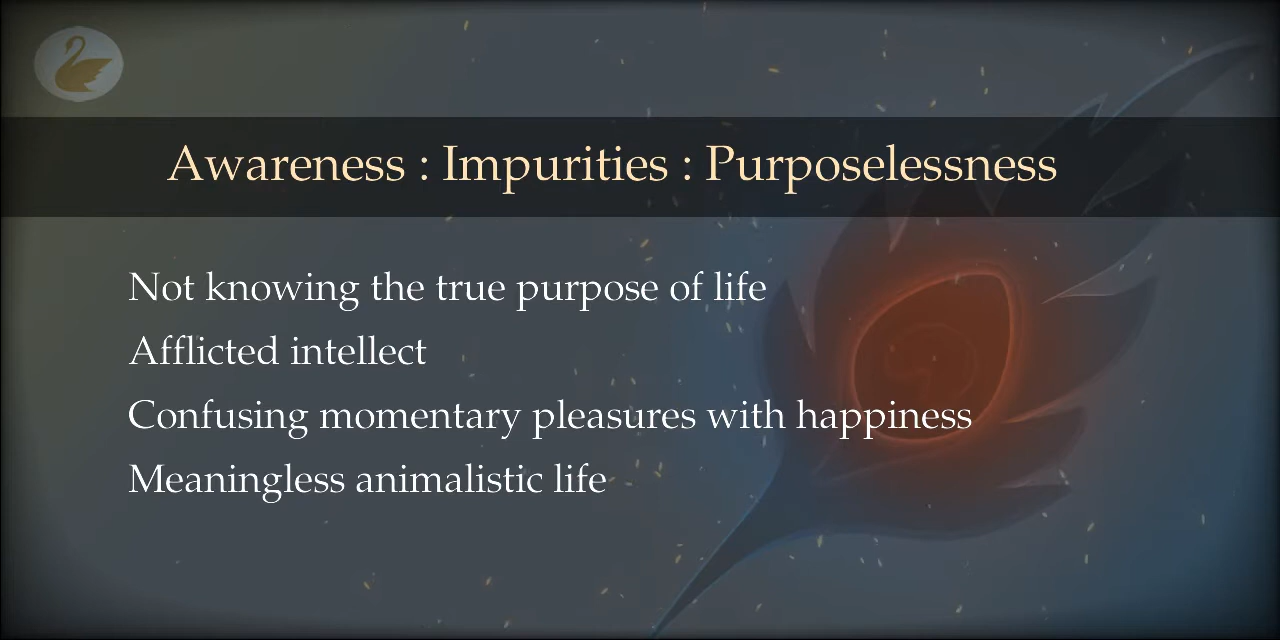 Awareness : Impurities : Purposelessness
Not knowing the true purpose of life
Afflicted intellect
Confusing momentary pleasures with happiness
Meaningless animalistic life